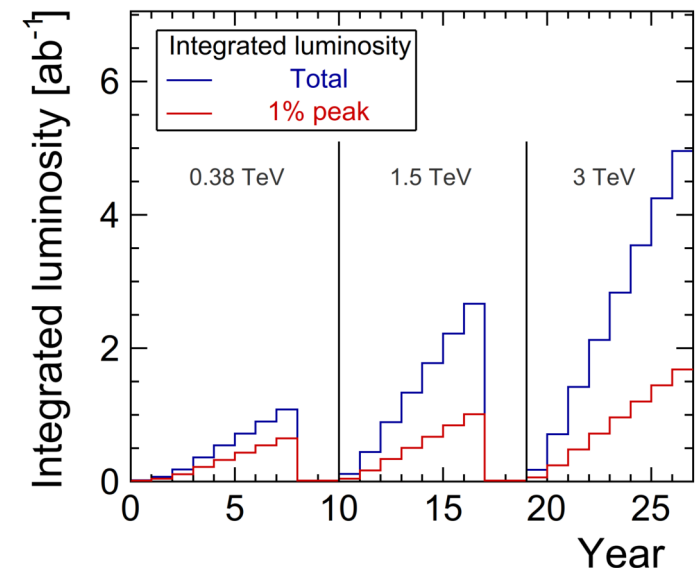 Integrated luminosity [ab⁻¹]
Integrated luminosity
Total
1% peak
0.38 TeV
1.5 TeV
3 TeV
6
4
2
0
0
5
10
15
20
25
Year